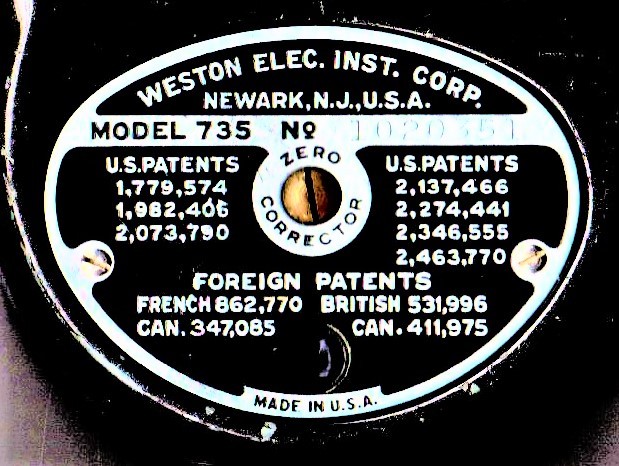 WESTON ELEC. INST. CORP.
NEWARK, N.J., U.S.A.
MODEL 735 Nº 1020351
ZERO
CORRECTOR
U.S. PATENTS
1,779,574
1,982,406
2,073,790
U.S. PATENTS
2,137,466
2,274,441
2,346,555
2,463,770
FOREIGN PATENTS
FRENCH 862,770 BRITISH 531,996
CAN. 347,085 CAN. 411,975
MADE IN U.S.A.